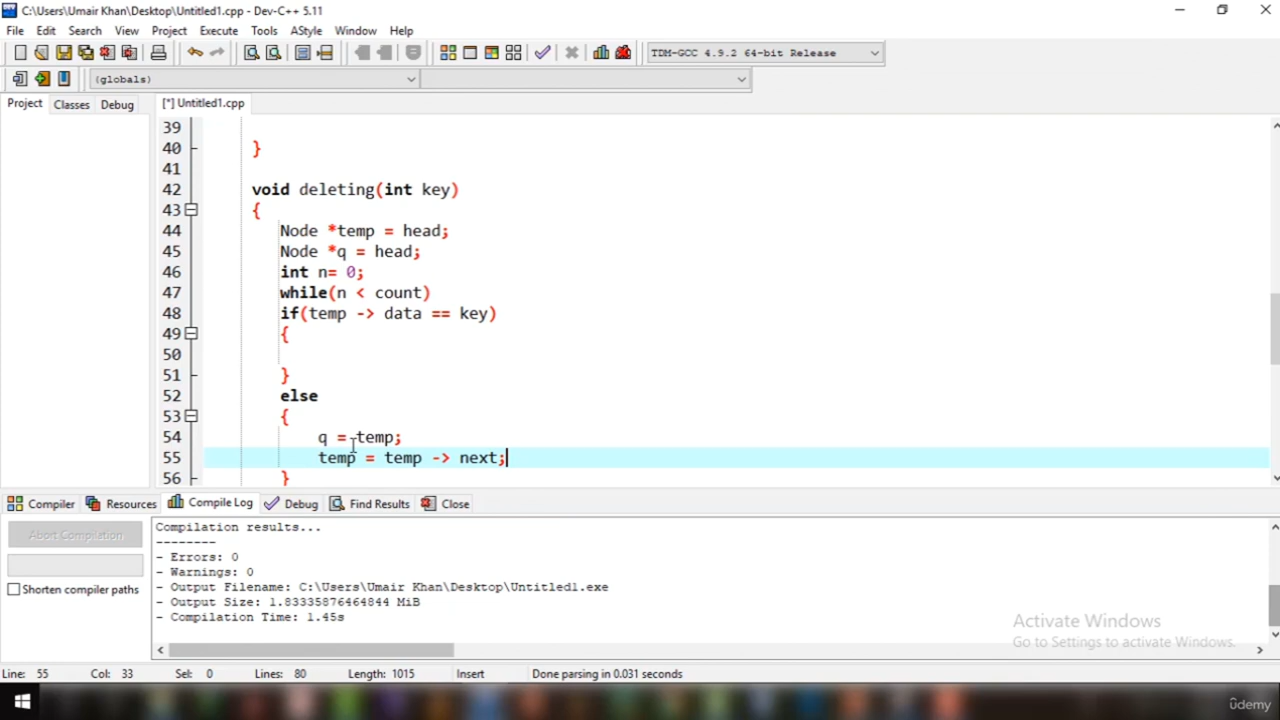 C:\Users\Umair Khan\Desktop\Untitled1.cpp - Dev-C++ 5.11
File Edit Search View Project Execute Tools AStyle Window Help
TDM-GCC 4.9.2 64-bit Release
(globals)
Project Classes Debug [*] Untitled1.cpp
39
40 }
41
42 void deleting(int key)
43 {
44 Node *temp = head;
45 Node *q = head;
46 int n= 0;
47 while(n < count)
48 if(temp -> data == key)
49 {
50
51 }
52 else
53 {
54 q = temp;
55 temp = temp -> next;
56 }
Compiler Resources Compile Log Debug Find Results Close
Abort Compilation
Shorten compiler paths
Compilation results...
--------
- Errors: 0
- Warnings: 0
- Output Filename: C:\Users\Umair Khan\Desktop\Untitled1.exe
- Output Size: 1.83335876464844 MiB
- Compilation Time: 1.45s
Activate Windows
Go to Settings to activate Windows.
Line: 55 Col: 33 Sel: 0 Lines: 80 Length: 1015 Insert Done parsing in 0.031 seconds
ûdemy